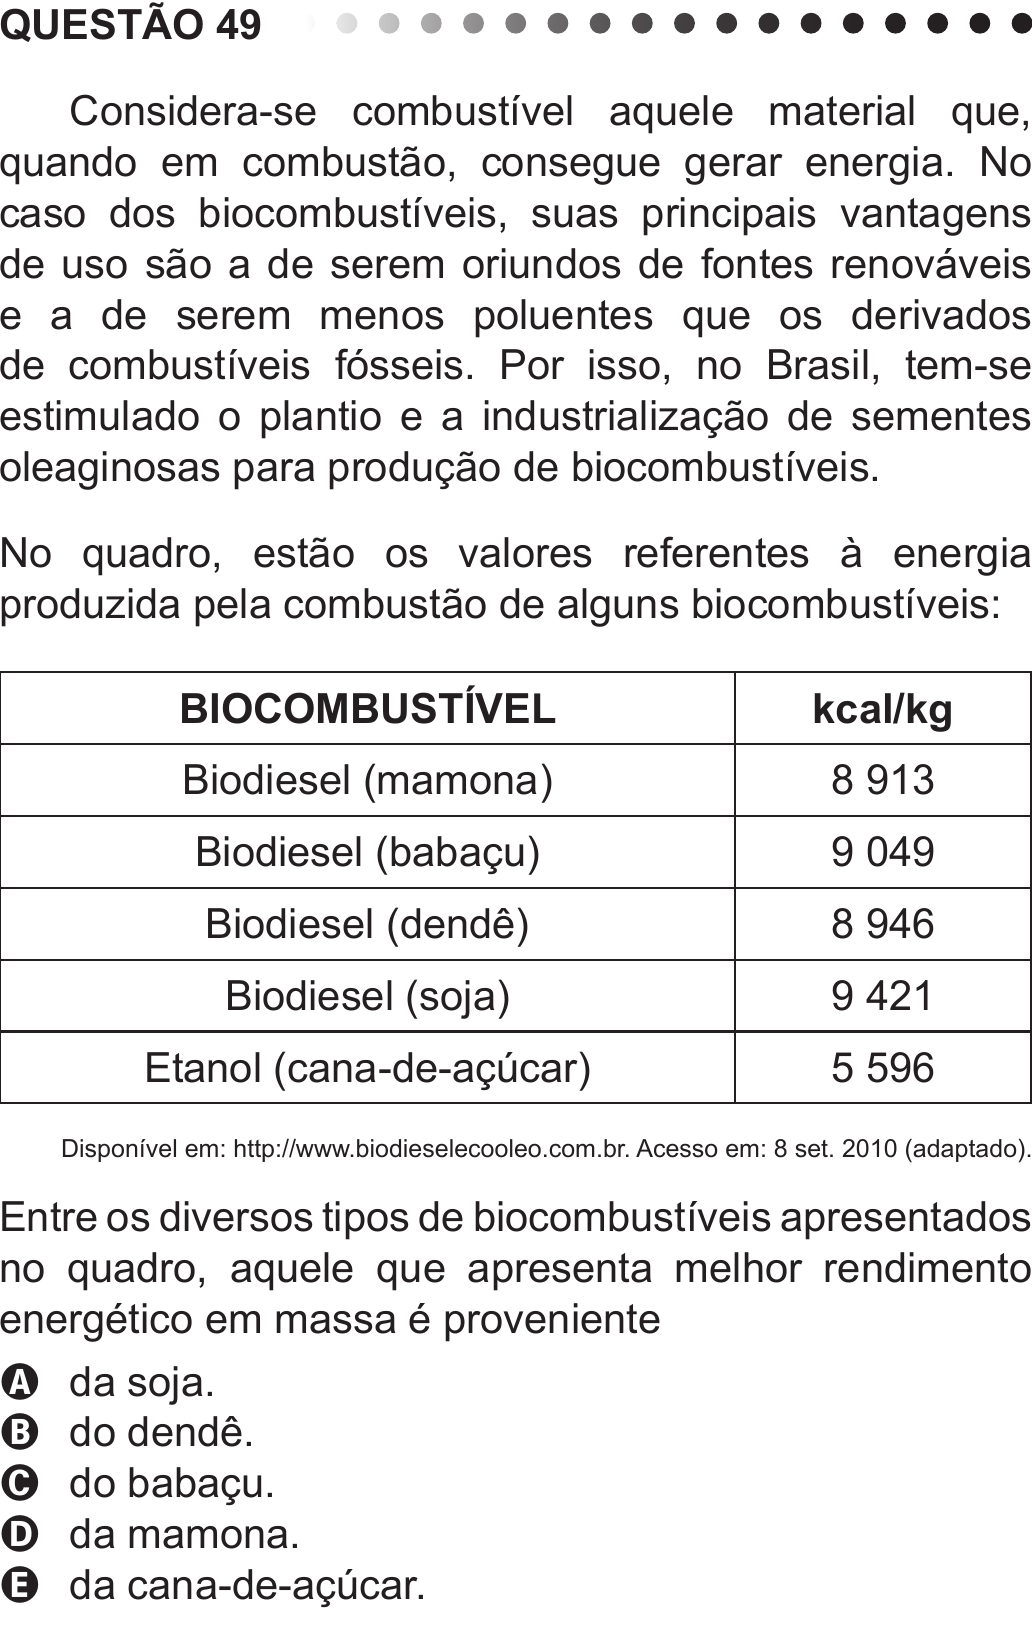 QUESTÃO 49
Considera-se combustível aquele material que,
quando em combustão, consegue gerar energia. No
caso dos biocombustíveis, suas principais vantagens
de uso são a de serem oriundos de fontes renováveis
e a de serem menos poluentes que os derivados
de combustíveis fósseis. Por isso, no Brasil, tem-se
estimulado o plantio e a industrialização de sementes
oleaginosas para produção de biocombustíveis.
No quadro, estão os valores referentes à energia
produzida pela combustão de alguns biocombustíveis:
BIOCOMBUSTÍVEL kcal/kg
Biodiesel (mamona) 8 913
Biodiesel (babaçu) 9 049
Biodiesel (dendê) 8 946
Biodiesel (soja) 9 421
Etanol (cana-de-açúcar) 5 596
Disponível em: http://www.biodieselecooleo.com.br. Acesso em: 8 set. 2010 (adaptado).
Entre os diversos tipos de biocombustíveis apresentados
no quadro, aquele que apresenta melhor rendimento
energético em massa é proveniente
A da soja.
B do dendê.
C do babaçu.
D da mamona.
E da cana-de-açúcar.